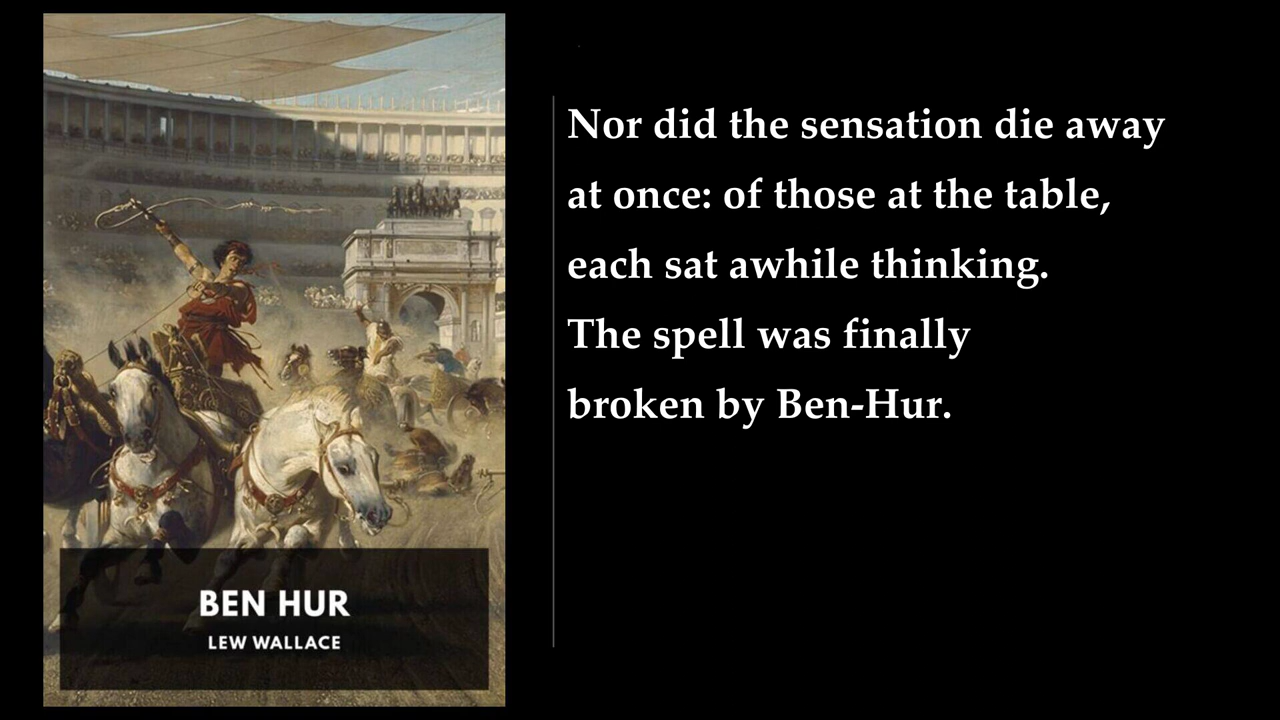 Nor did the sensation die away
at once: of those at the table,
each sat awhile thinking.
The spell was finally
broken by Ben-Hur.
BEN HUR
LEW WALLACE